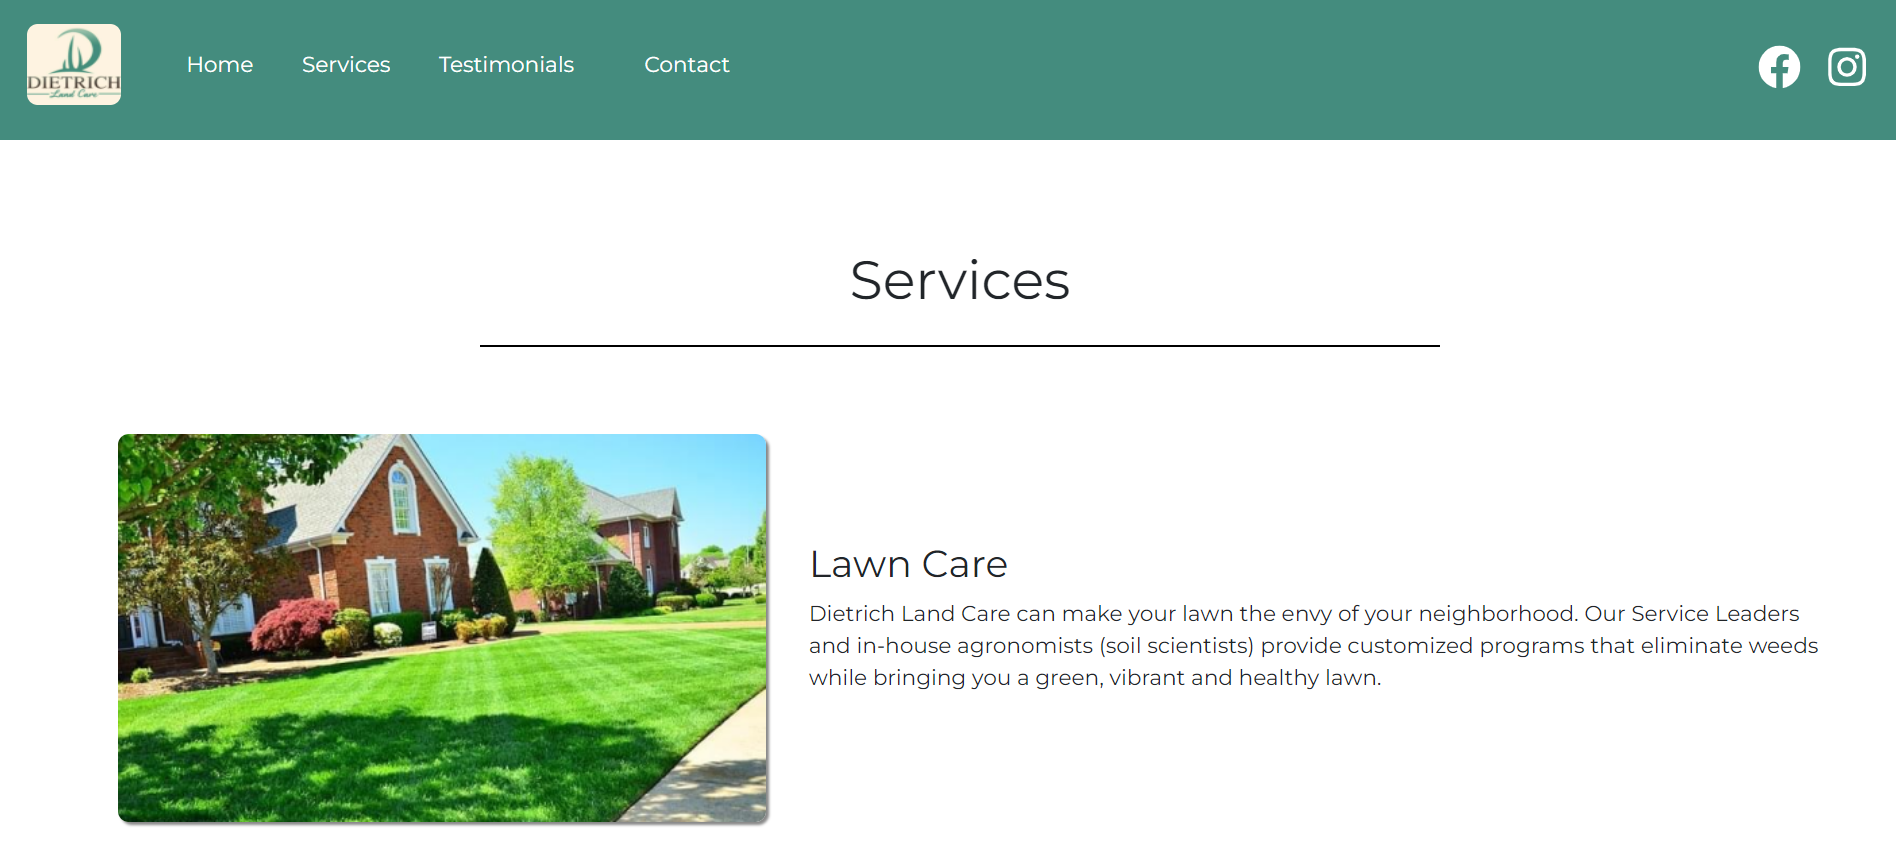 DIETRICH
Land Care
Home
Services
Testimonials
Contact
Services
Lawn Care
Dietrich Land Care can make your lawn the envy of your neighborhood. Our Service Leaders
and in-house agronomists (soil scientists) provide customized programs that eliminate weeds
while bringing you a green, vibrant and healthy lawn.